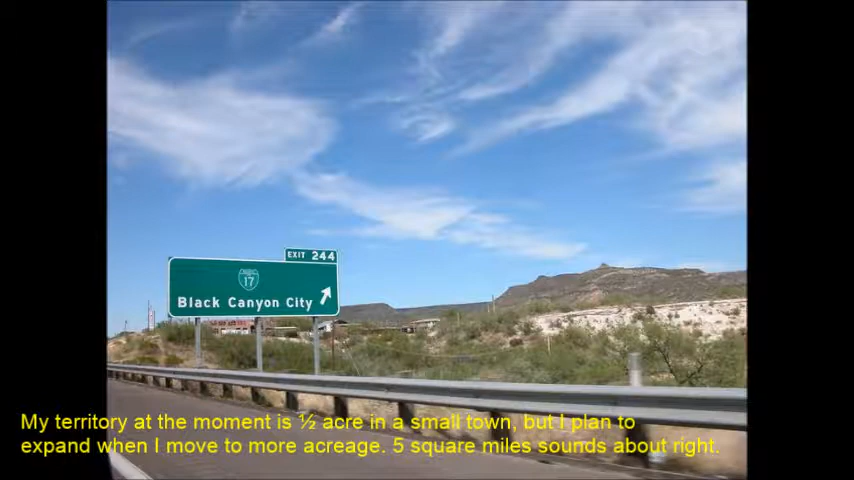 EXIT 244
17
Black Canyon City
My territory at the moment is ½ acre in a small town, but I plan to
expand when I move to more acreage. 5 square miles sounds about right.